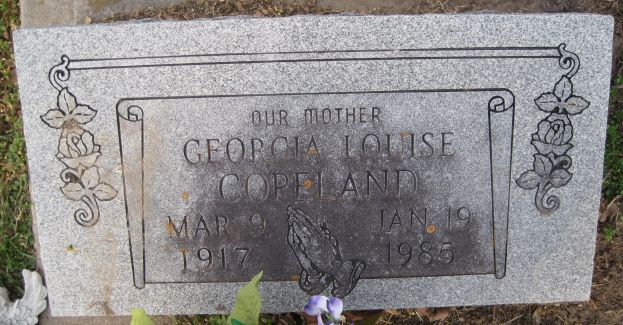 OUR MOTHER
GEORGIA LOUISE
COPELAND
MAR. 9, JAN. 19
1917 1985